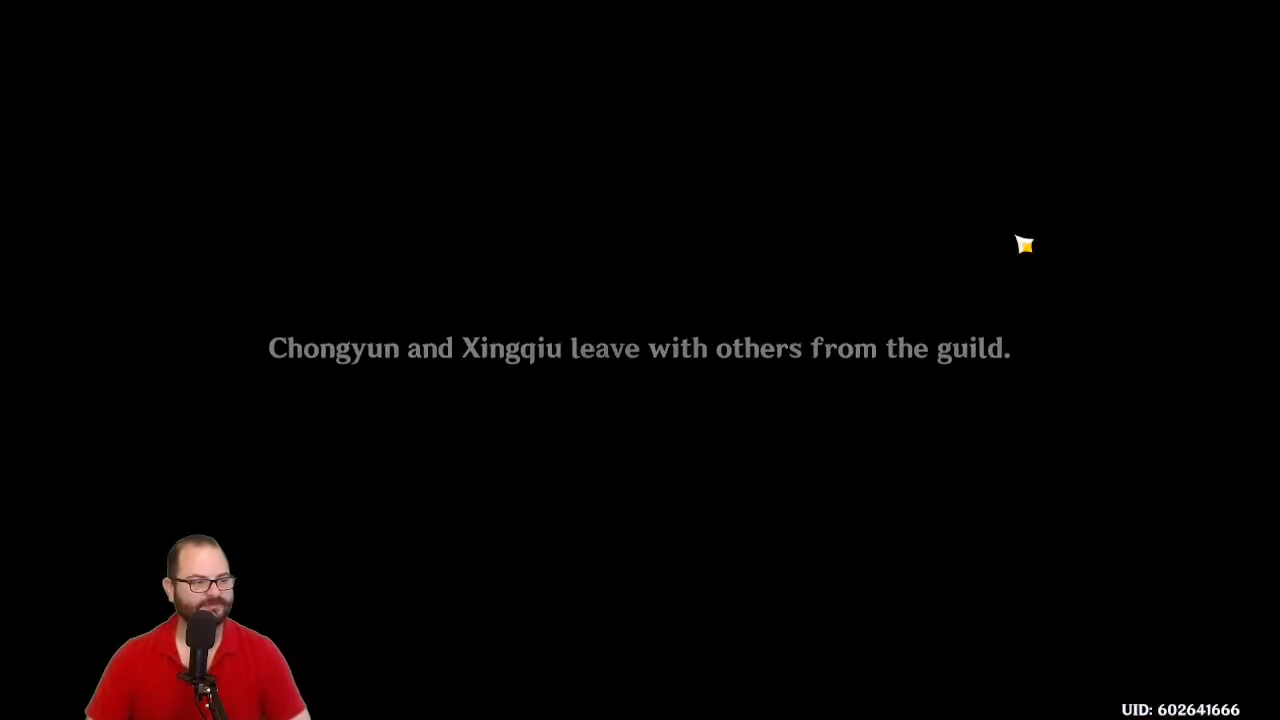 Chongyun and Xingqiu leave with others from the guild.
UID: 602641666